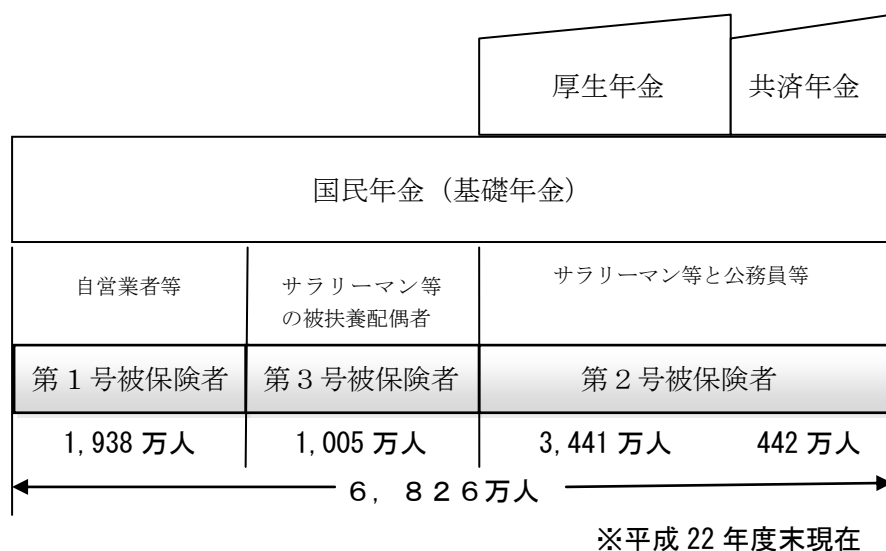 厚生年金
共済年金
国民年金（基礎年金）
自営業者等
サラリーマン等
の被扶養配偶者
サラリーマン等と公務員等
第１号被保険者
第３号被保険者
第２号被保険者
1,938 万人
1,005 万人
3,441 万人
442 万人
６，８２６万人
※平成 22 年度末現在